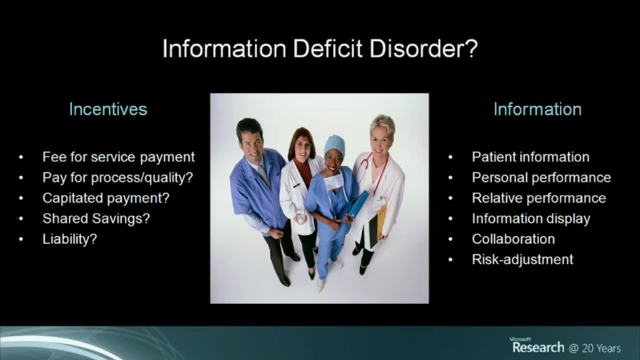 Information Deficit Disorder?
Incentives
• Fee for service payment
• Pay for process/quality?
• Capitated payment?
• Shared Savings?
• Liability?
Information
• Patient information
• Personal performance
• Relative performance
• Information display
• Collaboration
• Risk-adjustment
Microsoft
Research @ 20 Years